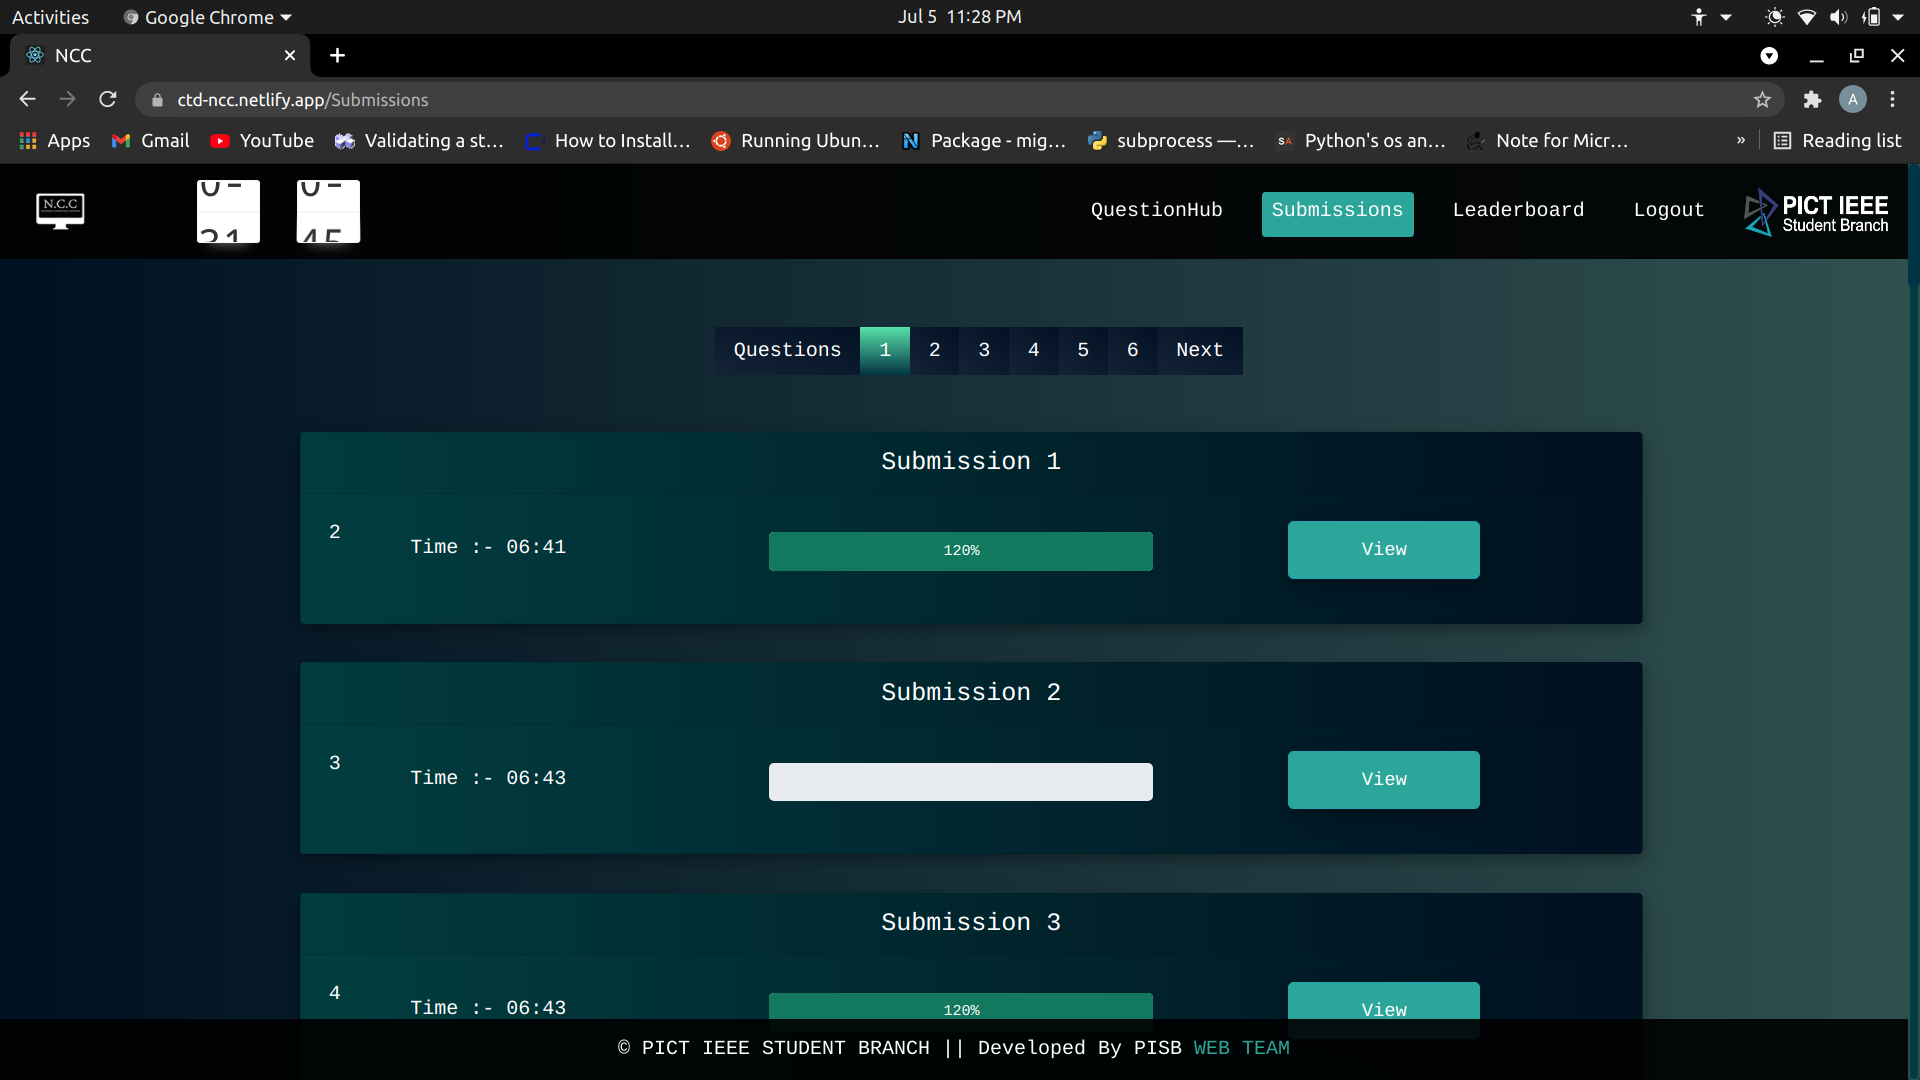 Activities Google Chrome Jul 5 11:28 PM
NCC
ctd-ncc.netlify.app/Submissions
Apps Gmail YouTube Validating a st... How to Install... Running Ubun... Package - mig... subprocess —... Python's os an... Note for Micr... » Reading list
N.C.C QuestionHub Submissions Leaderboard Logout PICT IEEE
Student Branch
Questions 1 2 3 4 5 6 Next
Submission 1
2 Time :- 06:41 120% View
Submission 2
3 Time :- 06:43 View
Submission 3
4 Time :- 06:43 120% View
© PICT IEEE STUDENT BRANCH || Developed By PISB WEB TEAM